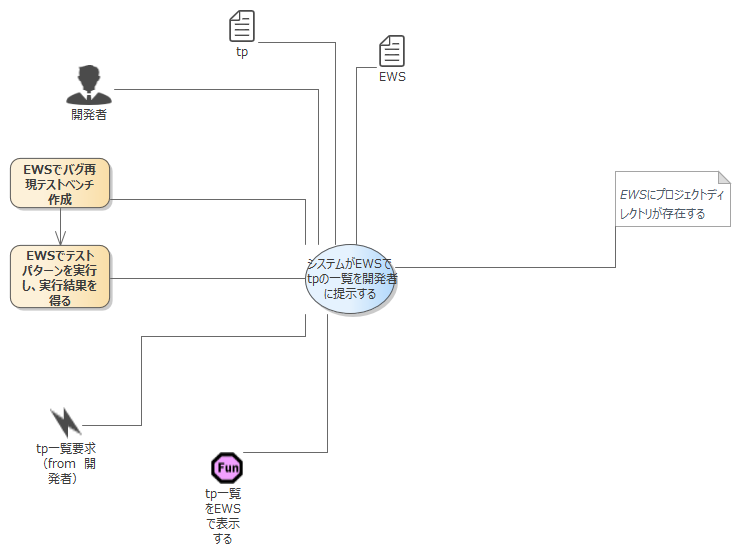 tp
EWS
開発者
EWSでバグ再
現テストベンチ
作成
EWSでテスト
パターンを実行
し、実行結果を
得る
システムがEWSで
tpの一覧を開発者
に提示する
EWSにプロジェクトディ
レクトリが存在する
tp一覧要求
（from　開
発者）
Fun
tp一覧
をEWS
で表示
する